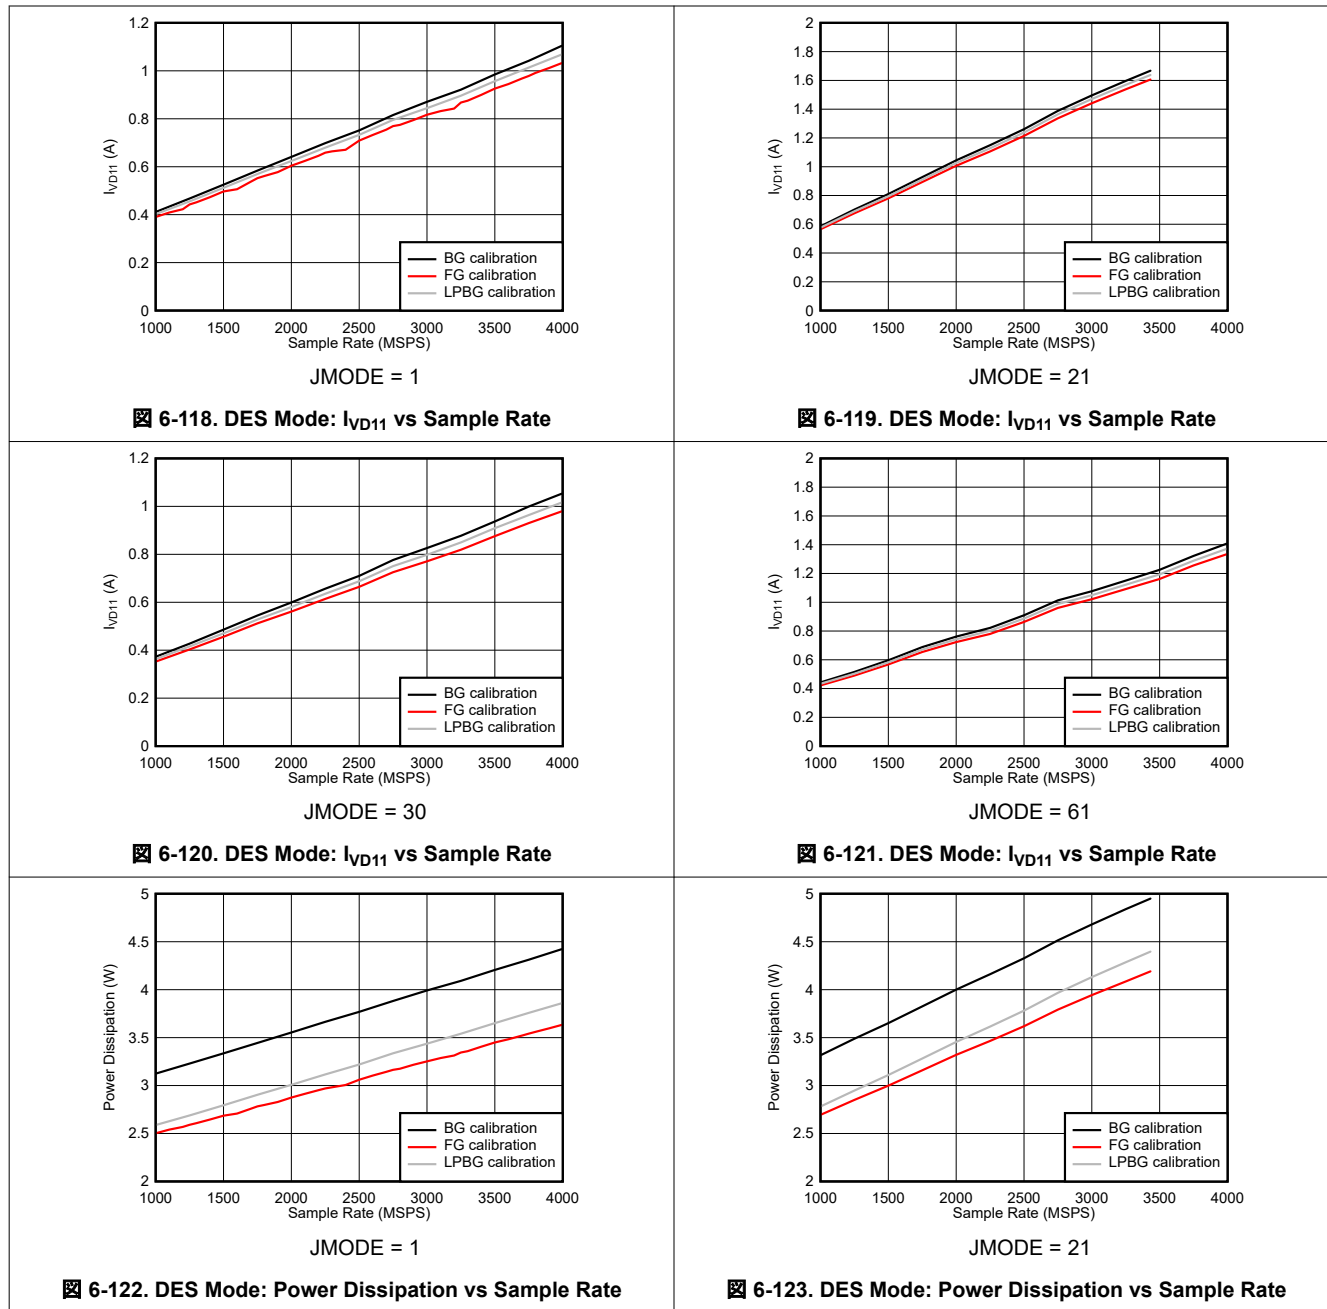 1.2
1
0.8
0.6
0.4
0.2
0
I_VD11 (A)
BG calibration
FG calibration
LPBG calibration
1000 1500 2000 2500 3000 3500 4000
Sample Rate (MSPS)
JMODE = 1
図 6-118. DES Mode: I_VD11 vs Sample Rate
2
1.8
1.6
1.4
1.2
1
0.8
0.6
0.4
0.2
0
I_VD11 (A)
BG calibration
FG calibration
LPBG calibration
1000 1500 2000 2500 3000 3500 4000
Sample Rate (MSPS)
JMODE = 21
図 6-119. DES Mode: I_VD11 vs Sample Rate
1.2
1
0.8
0.6
0.4
0.2
0
I_VD11 (A)
BG calibration
FG calibration
LPBG calibration
1000 1500 2000 2500 3000 3500 4000
Sample Rate (MSPS)
JMODE = 30
図 6-120. DES Mode: I_VD11 vs Sample Rate
2
1.8
1.6
1.4
1.2
1
0.8
0.6
0.4
0.2
0
I_VD11 (A)
BG calibration
FG calibration
LPBG calibration
1000 1500 2000 2500 3000 3500 4000
Sample Rate (MSPS)
JMODE = 61
図 6-121. DES Mode: I_VD11 vs Sample Rate
5
4.5
4
3.5
3
2.5
2
Power Dissipation (W)
BG calibration
FG calibration
LPBG calibration
1000 1500 2000 2500 3000 3500 4000
Sample Rate (MSPS)
JMODE = 1
図 6-122. DES Mode: Power Dissipation vs Sample Rate
5
4.5
4
3.5
3
2.5
2
Power Dissipation (W)
BG calibration
FG calibration
LPBG calibration
1000 1500 2000 2500 3000 3500 4000
Sample Rate (MSPS)
JMODE = 21
図 6-123. DES Mode: Power Dissipation vs Sample Rate